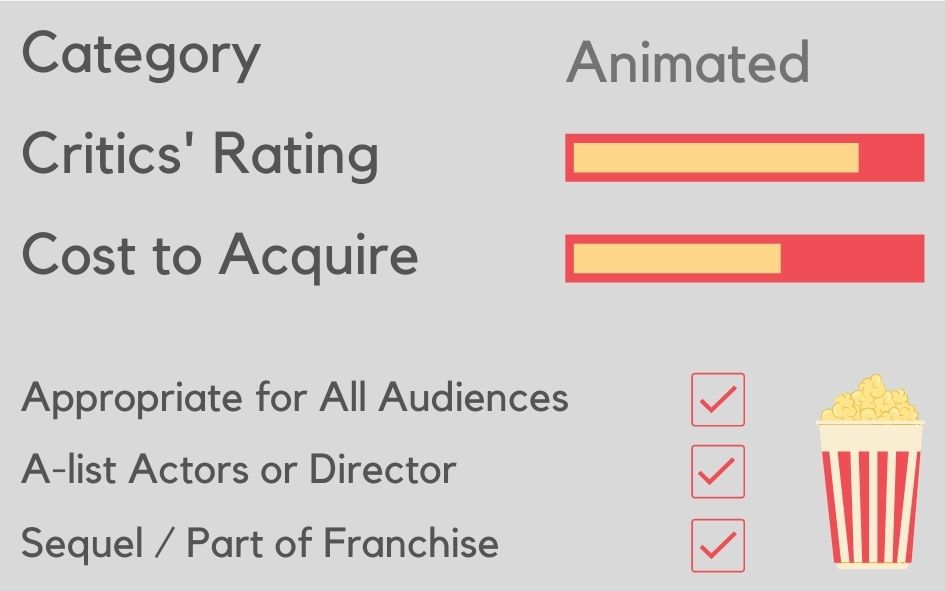 Category
Animated
Critics' Rating
Cost to Acquire
Appropriate for All Audiences
A-list Actors or Director
Sequel / Part of Franchise